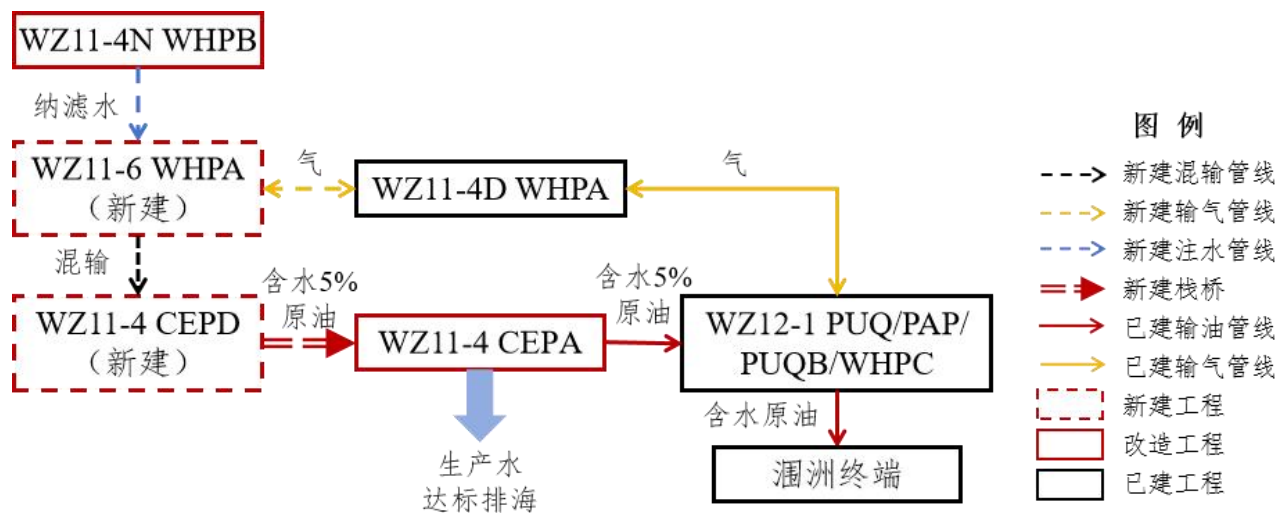 WZ11-4N WHPB
纳滤水
WZ11-6 WHPA
（新建）
气
WZ11-4D WHPA
气
混输
WZ11-4 CEPD
（新建）
含水5%
原油
WZ11-4 CEPA
含水5%
原油
WZ12-1 PUQ/PAP/
PUQB/WHPC
生产水
达标排海
含水原油
涠洲终端
图 例
新建混输管线
新建输气管线
新建注水管线
新建栈桥
已建输油管线
已建输气管线
新建工程
改造工程
已建工程